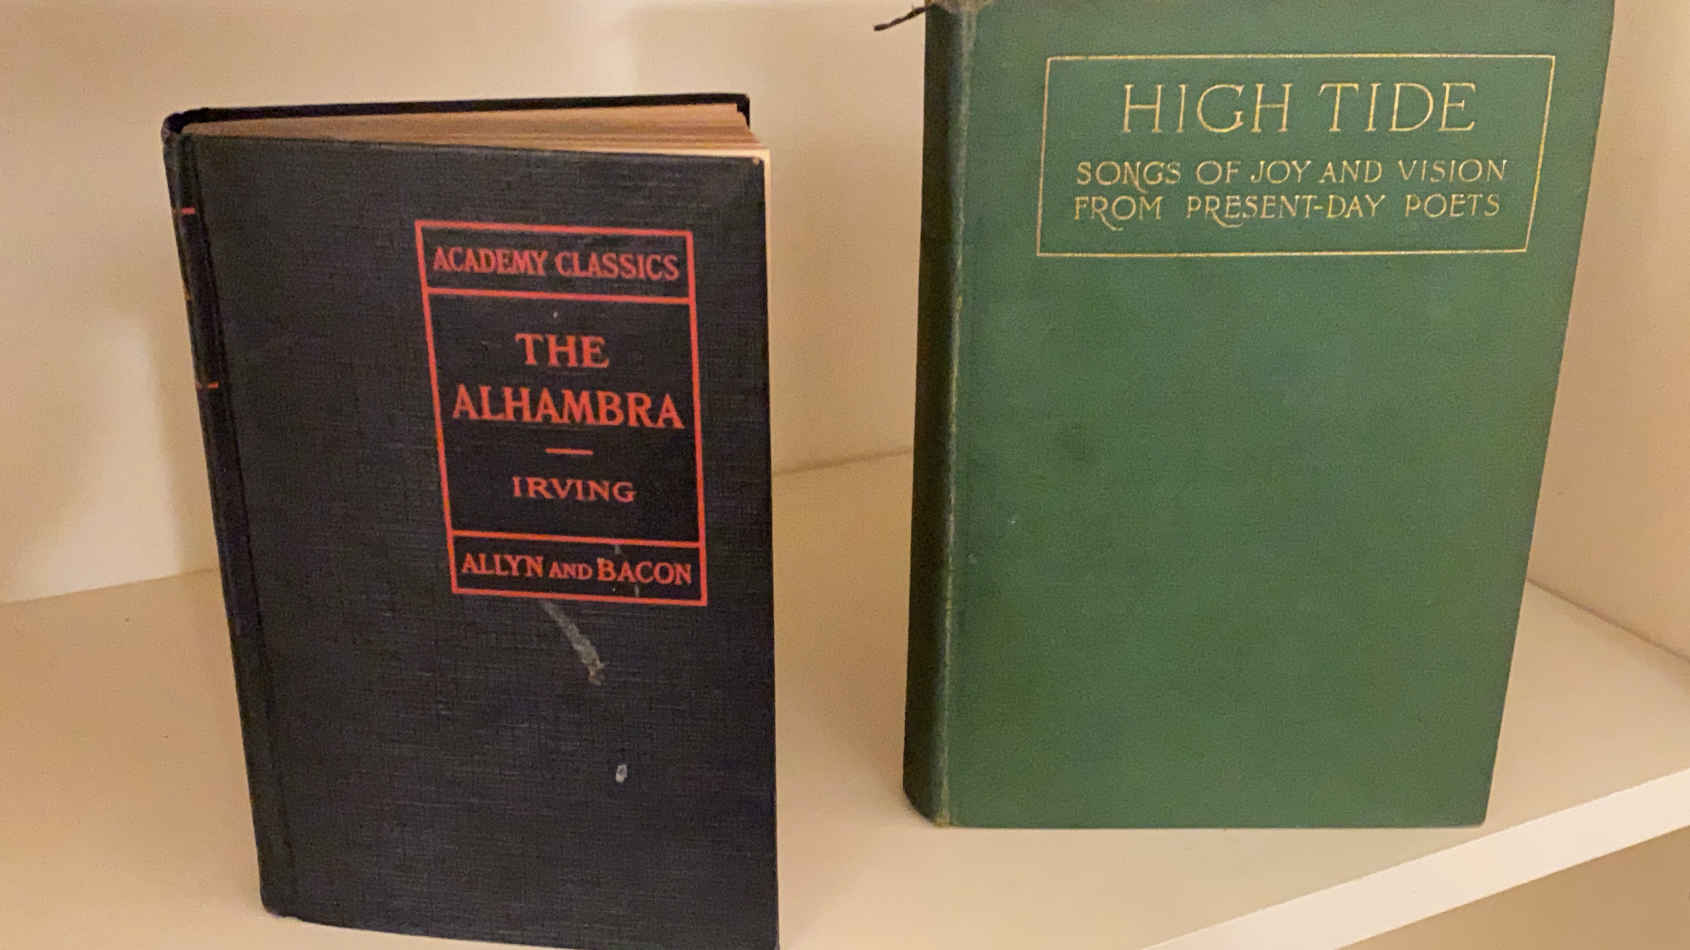 ACADEMY CLASSICS
THE
ALHAMBRA
IRVING
ALLYN AND BACON
HIGH TIDE
SONGS OF JOY AND VISION
FROM PRESENT-DAY POETS